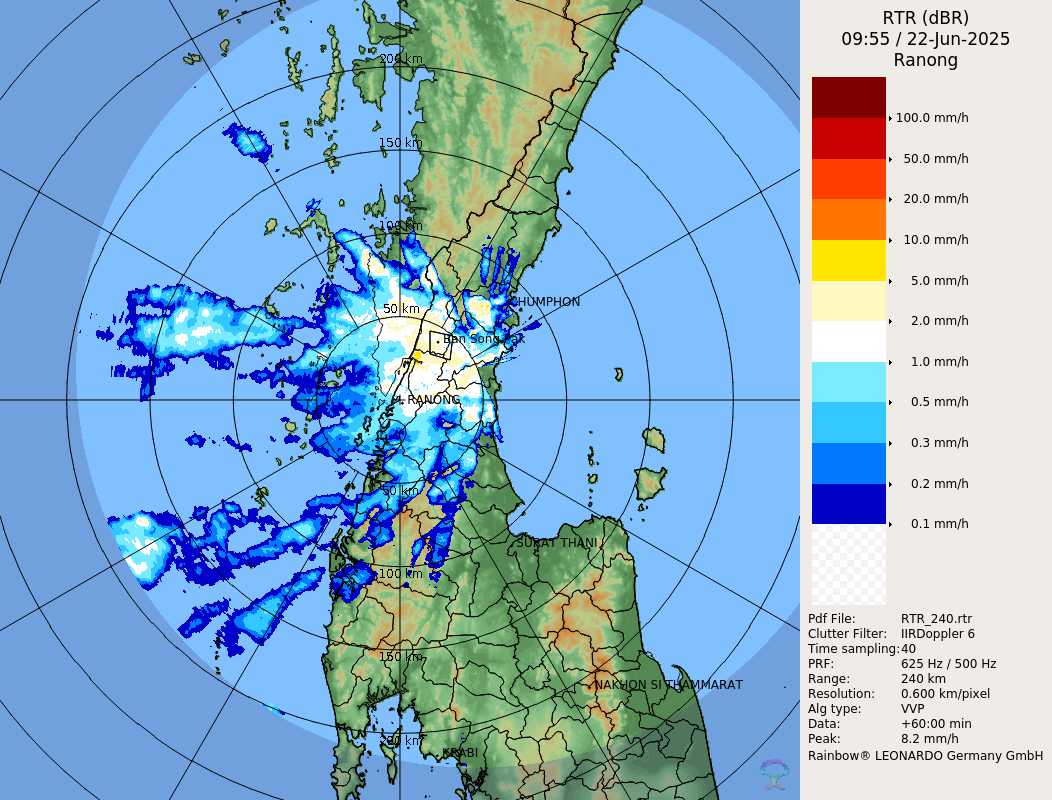 RTR (dBR)
09:55 / 22-Jun-2025
Ranong
100.0 mm/h
50.0 mm/h
20.0 mm/h
10.0 mm/h
5.0 mm/h
2.0 mm/h
1.0 mm/h
0.5 mm/h
0.3 mm/h
0.2 mm/h
0.1 mm/h
Pdf File: RTR_240.rtr
Clutter Filter: IIRDoppler 6
Time sampling: 40
PRF: 625 Hz / 500 Hz
Range: 240 km
Resolution: 0.600 km/pixel
Alg type: VVP
Data: +60:00 min
Peak: 8.2 mm/h
Rainbow® LEONARDO Germany GmbH
200 km
150 km
100 km
50 km
CHUMPHON
RANONG
50 km
SURAT THANI
100 km
150 km
NAKHON SI THAMMARAT
200 km
KRABI